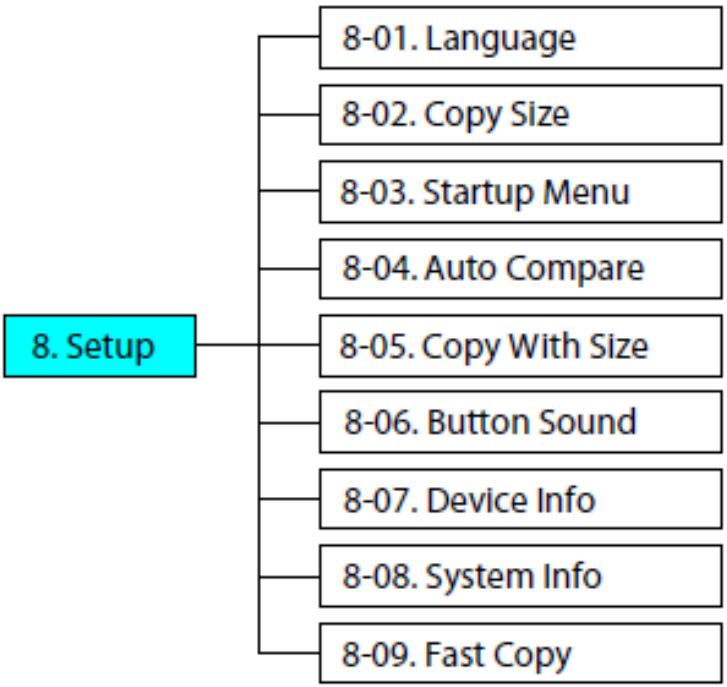 8. Setup
8-01. Language
8-02. Copy Size
8-03. Startup Menu
8-04. Auto Compare
8-05. Copy With Size
8-06. Button Sound
8-07. Device Info
8-08. System Info
8-09. Fast Copy